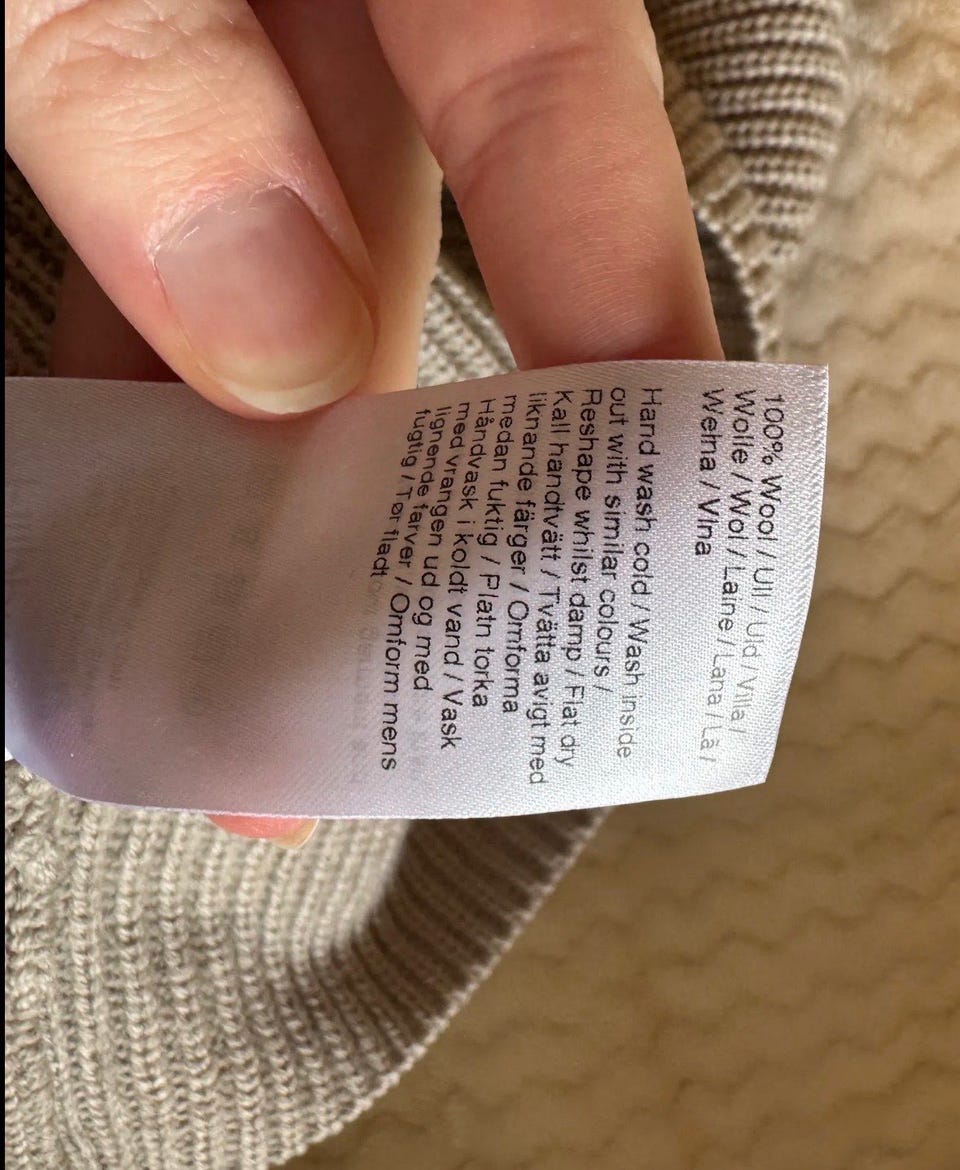 100% Wool / Ull / Uld / Villa /
Wolle / Wol / Laine / Lana / Lã /
Wełna / Vlna
Hand wash cold / Wash inside
out with similar colours /
Reshape whilst damp / Flat dry
Kall handtvätt / Tvätta avigt med
liknande färger / Omforma
medan fuktig / Platn torka
Håndvask i koldt vand / Vask
med vrangen ud og med
lignende farver / Omform mens
fugtig / Tør fladt